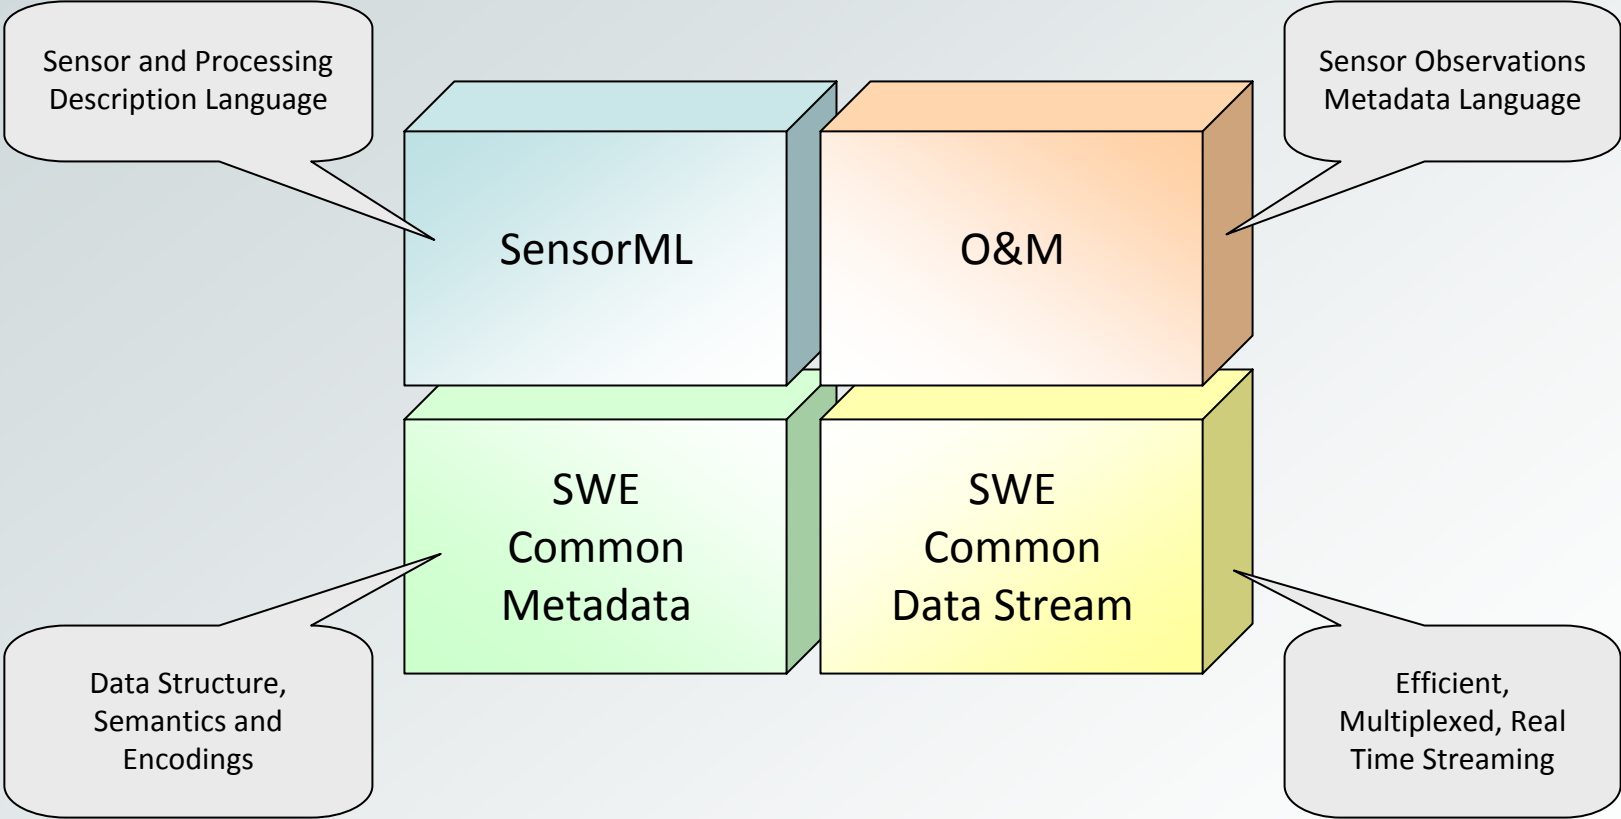 Sensor and Processing
Description Language
Sensor Observations
Metadata Language
SensorML
O&M
SWE
Common
Metadata
SWE
Common
Data Stream
Data Structure,
Semantics and
Encodings
Efficient,
Multiplexed, Real
Time Streaming